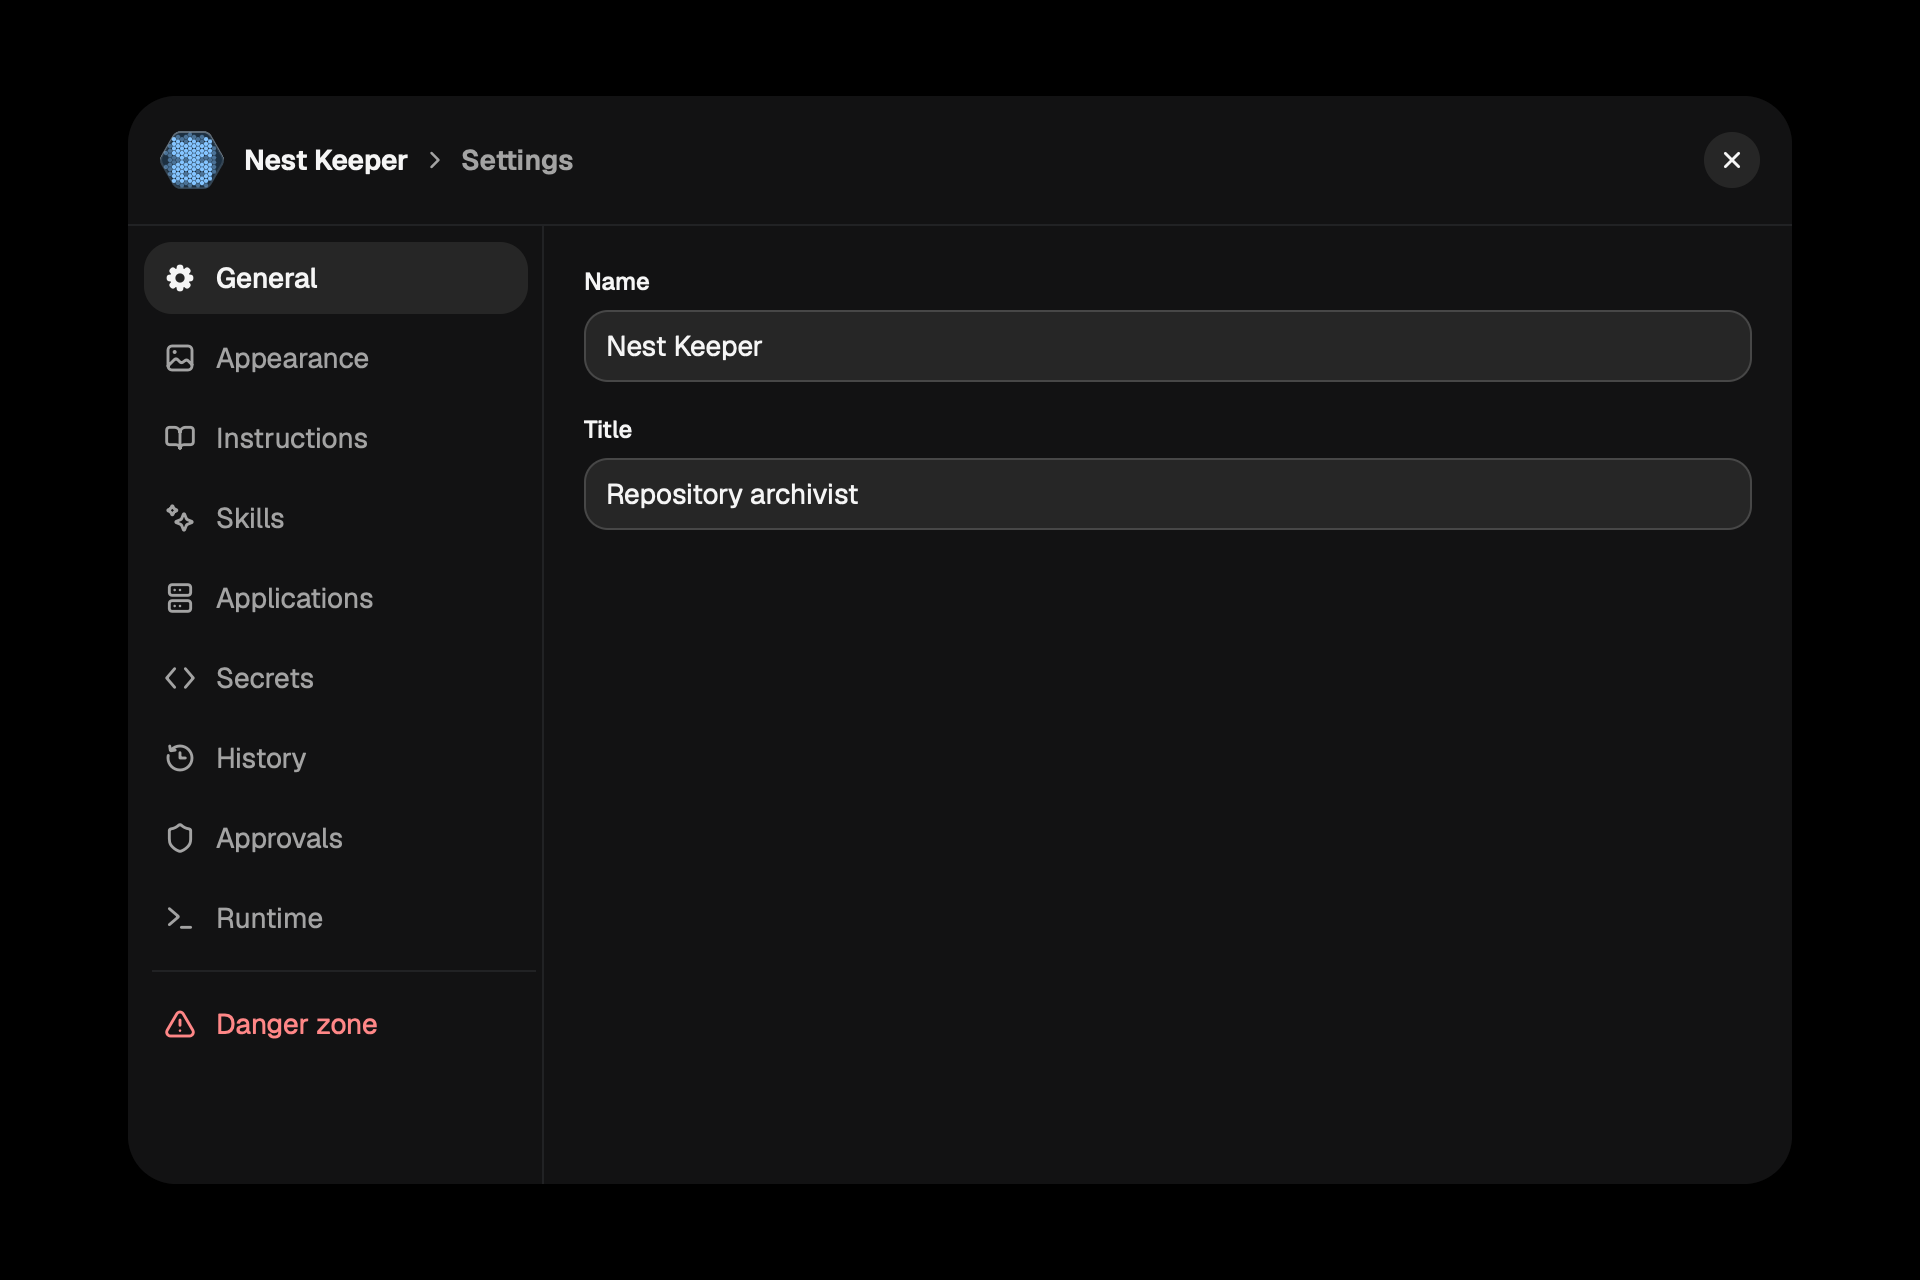 Nest Keeper > Settings
General
Appearance
Instructions
Skills
Applications
Secrets
History
Approvals
Runtime
Danger zone
Name
Nest Keeper
Title
Repository archivist